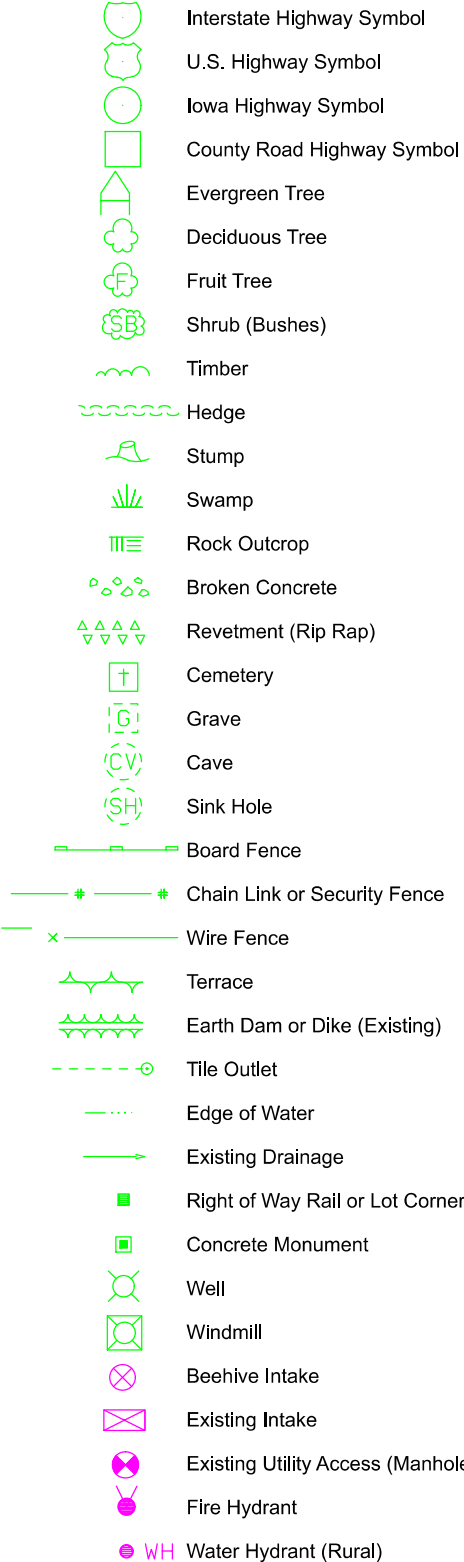 Interstate Highway Symbol
U.S. Highway Symbol
Iowa Highway Symbol
County Road Highway Symbol
Evergreen Tree
Deciduous Tree
F Fruit Tree
SB Shrub (Bushes)
Timber
Hedge
Stump
Swamp
Rock Outcrop
Broken Concrete
Revetment (Rip Rap)
Cemetery
G Grave
CV Cave
SH Sink Hole
Board Fence
Chain Link or Security Fence
Wire Fence
Terrace
Earth Dam or Dike (Existing)
Tile Outlet
Edge of Water
Existing Drainage
Right of Way Rail or Lot Corner
Concrete Monument
Well
Windmill
Beehive Intake
Existing Intake
Existing Utility Access (Manhole
Fire Hydrant
WH Water Hydrant (Rural)